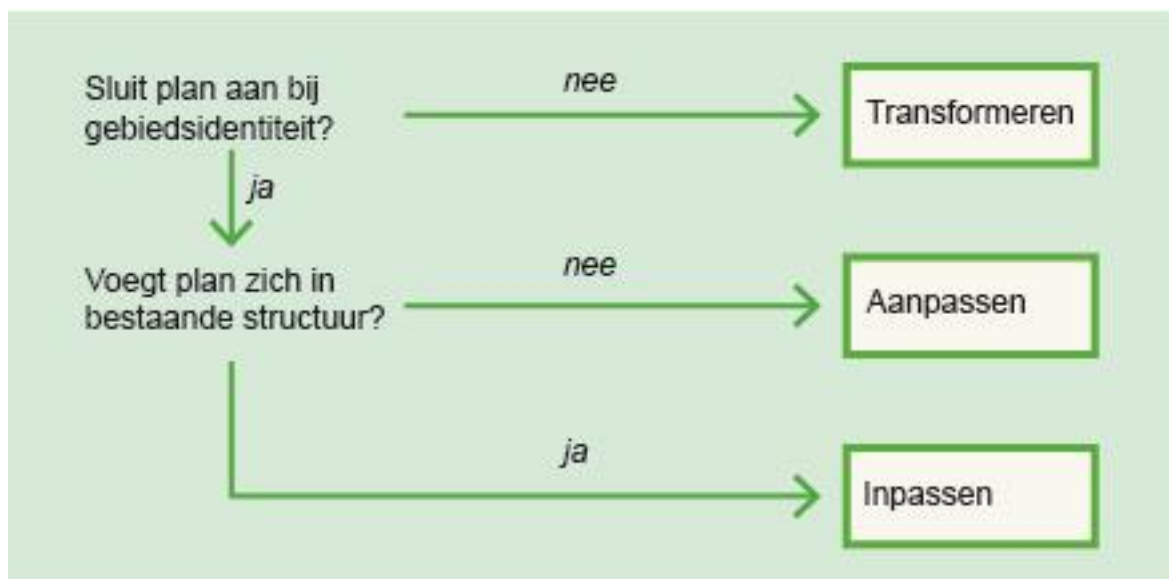 Sluit plan aan bij
gebiedsidentiteit?
nee
Transformeren
ja
Voegt plan zich in
bestaande structuur?
nee
Aanpassen
ja
Inpassen